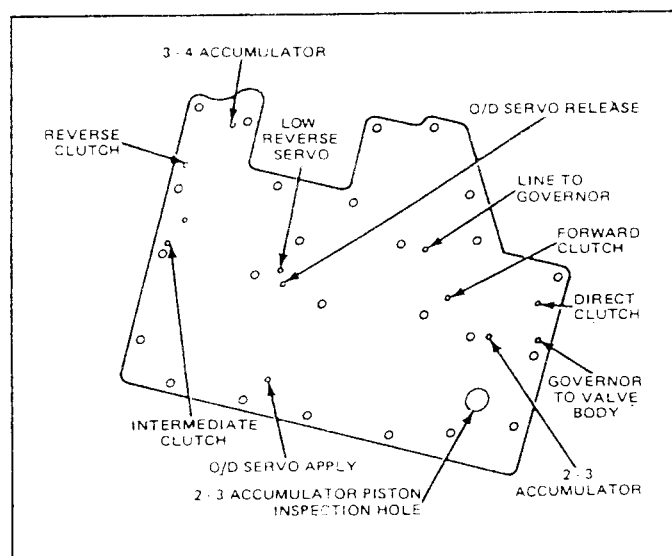 3-4 ACCUMULATOR
O/D SERVO RELEASE
LOW
REVERSE
SERVO
REVERSE
CLUTCH
LINE TO
GOVERNOR
FORWARD
CLUTCH
DIRECT
CLUTCH
GOVERNOR
TO VALVE
BODY
INTERMEDIATE
CLUTCH
O/D SERVO APPLY
2-3 ACCUMULATOR PISTON
INSPECTION HOLE
2-3
ACCUMULATOR